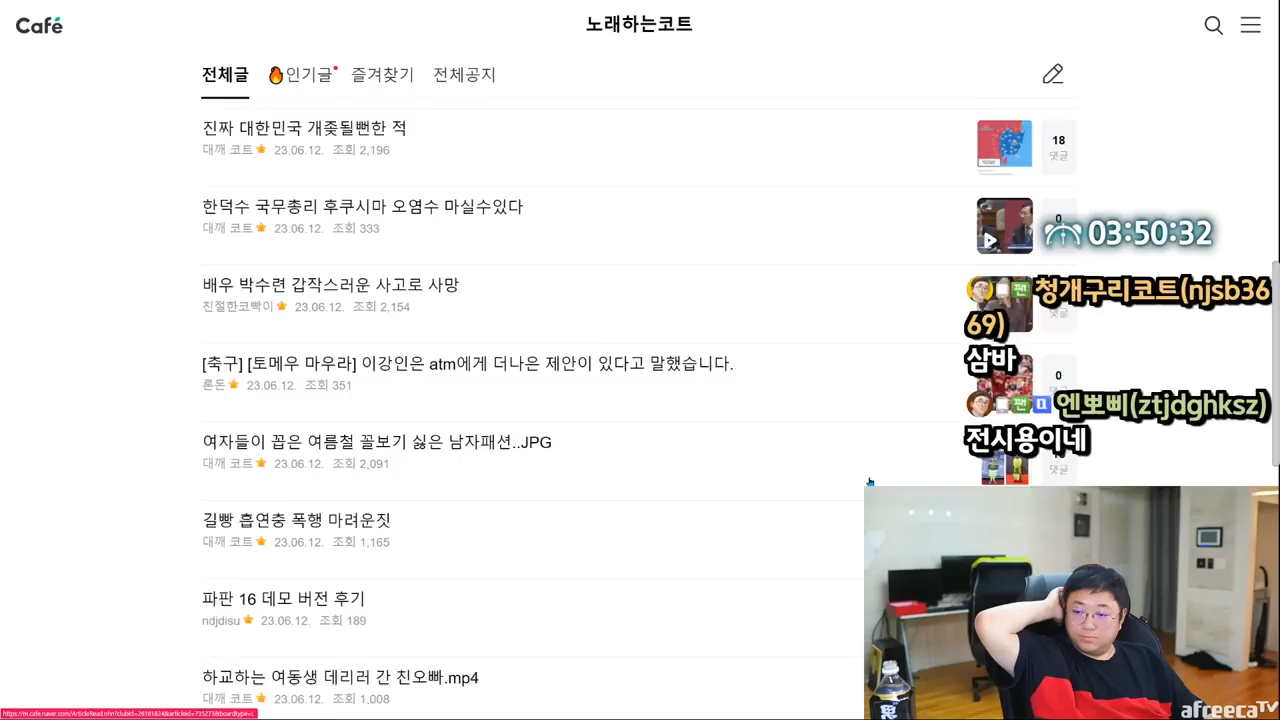 Café
노래하는코트
전체글
인기글
즐겨찾기
전체공지
진짜 대한민국 개좆될뻔한 적
대깨 코트 23.06.12. 조회 2,196
18
댓글
한덕수 국무총리 후쿠시마 오염수 마실수있다
대깨 코트 23.06.12. 조회 333
0
03:50:32
배우 박수련 갑작스러운 사고로 사망
친절한코빡이 23.06.12. 조회 2,154
댓글
팬 청개구리코트(njsb36
69)
삼바
[축구] [토메우 마우라] 이강인은 atm에게 더나은 제안이 있다고 말했습니다.
론돈 23.06.12. 조회 351
0
팬 엔뽀삐(ztjdghksz)
전시용이네
여자들이 꼽은 여름철 꼴보기 싫은 남자패션..JPG
대깨 코트 23.06.12. 조회 2,091
댓글
길빵 흡연충 폭행 마려운짓
대깨 코트 23.06.12. 조회 1,165
파판 16 데모 버전 후기
ndjdisu 23.06.12. 조회 189
하교하는 여동생 데리러 간 친오빠.mp4
대깨 코트 23.06.12. 조회 1,008
afreecaTV